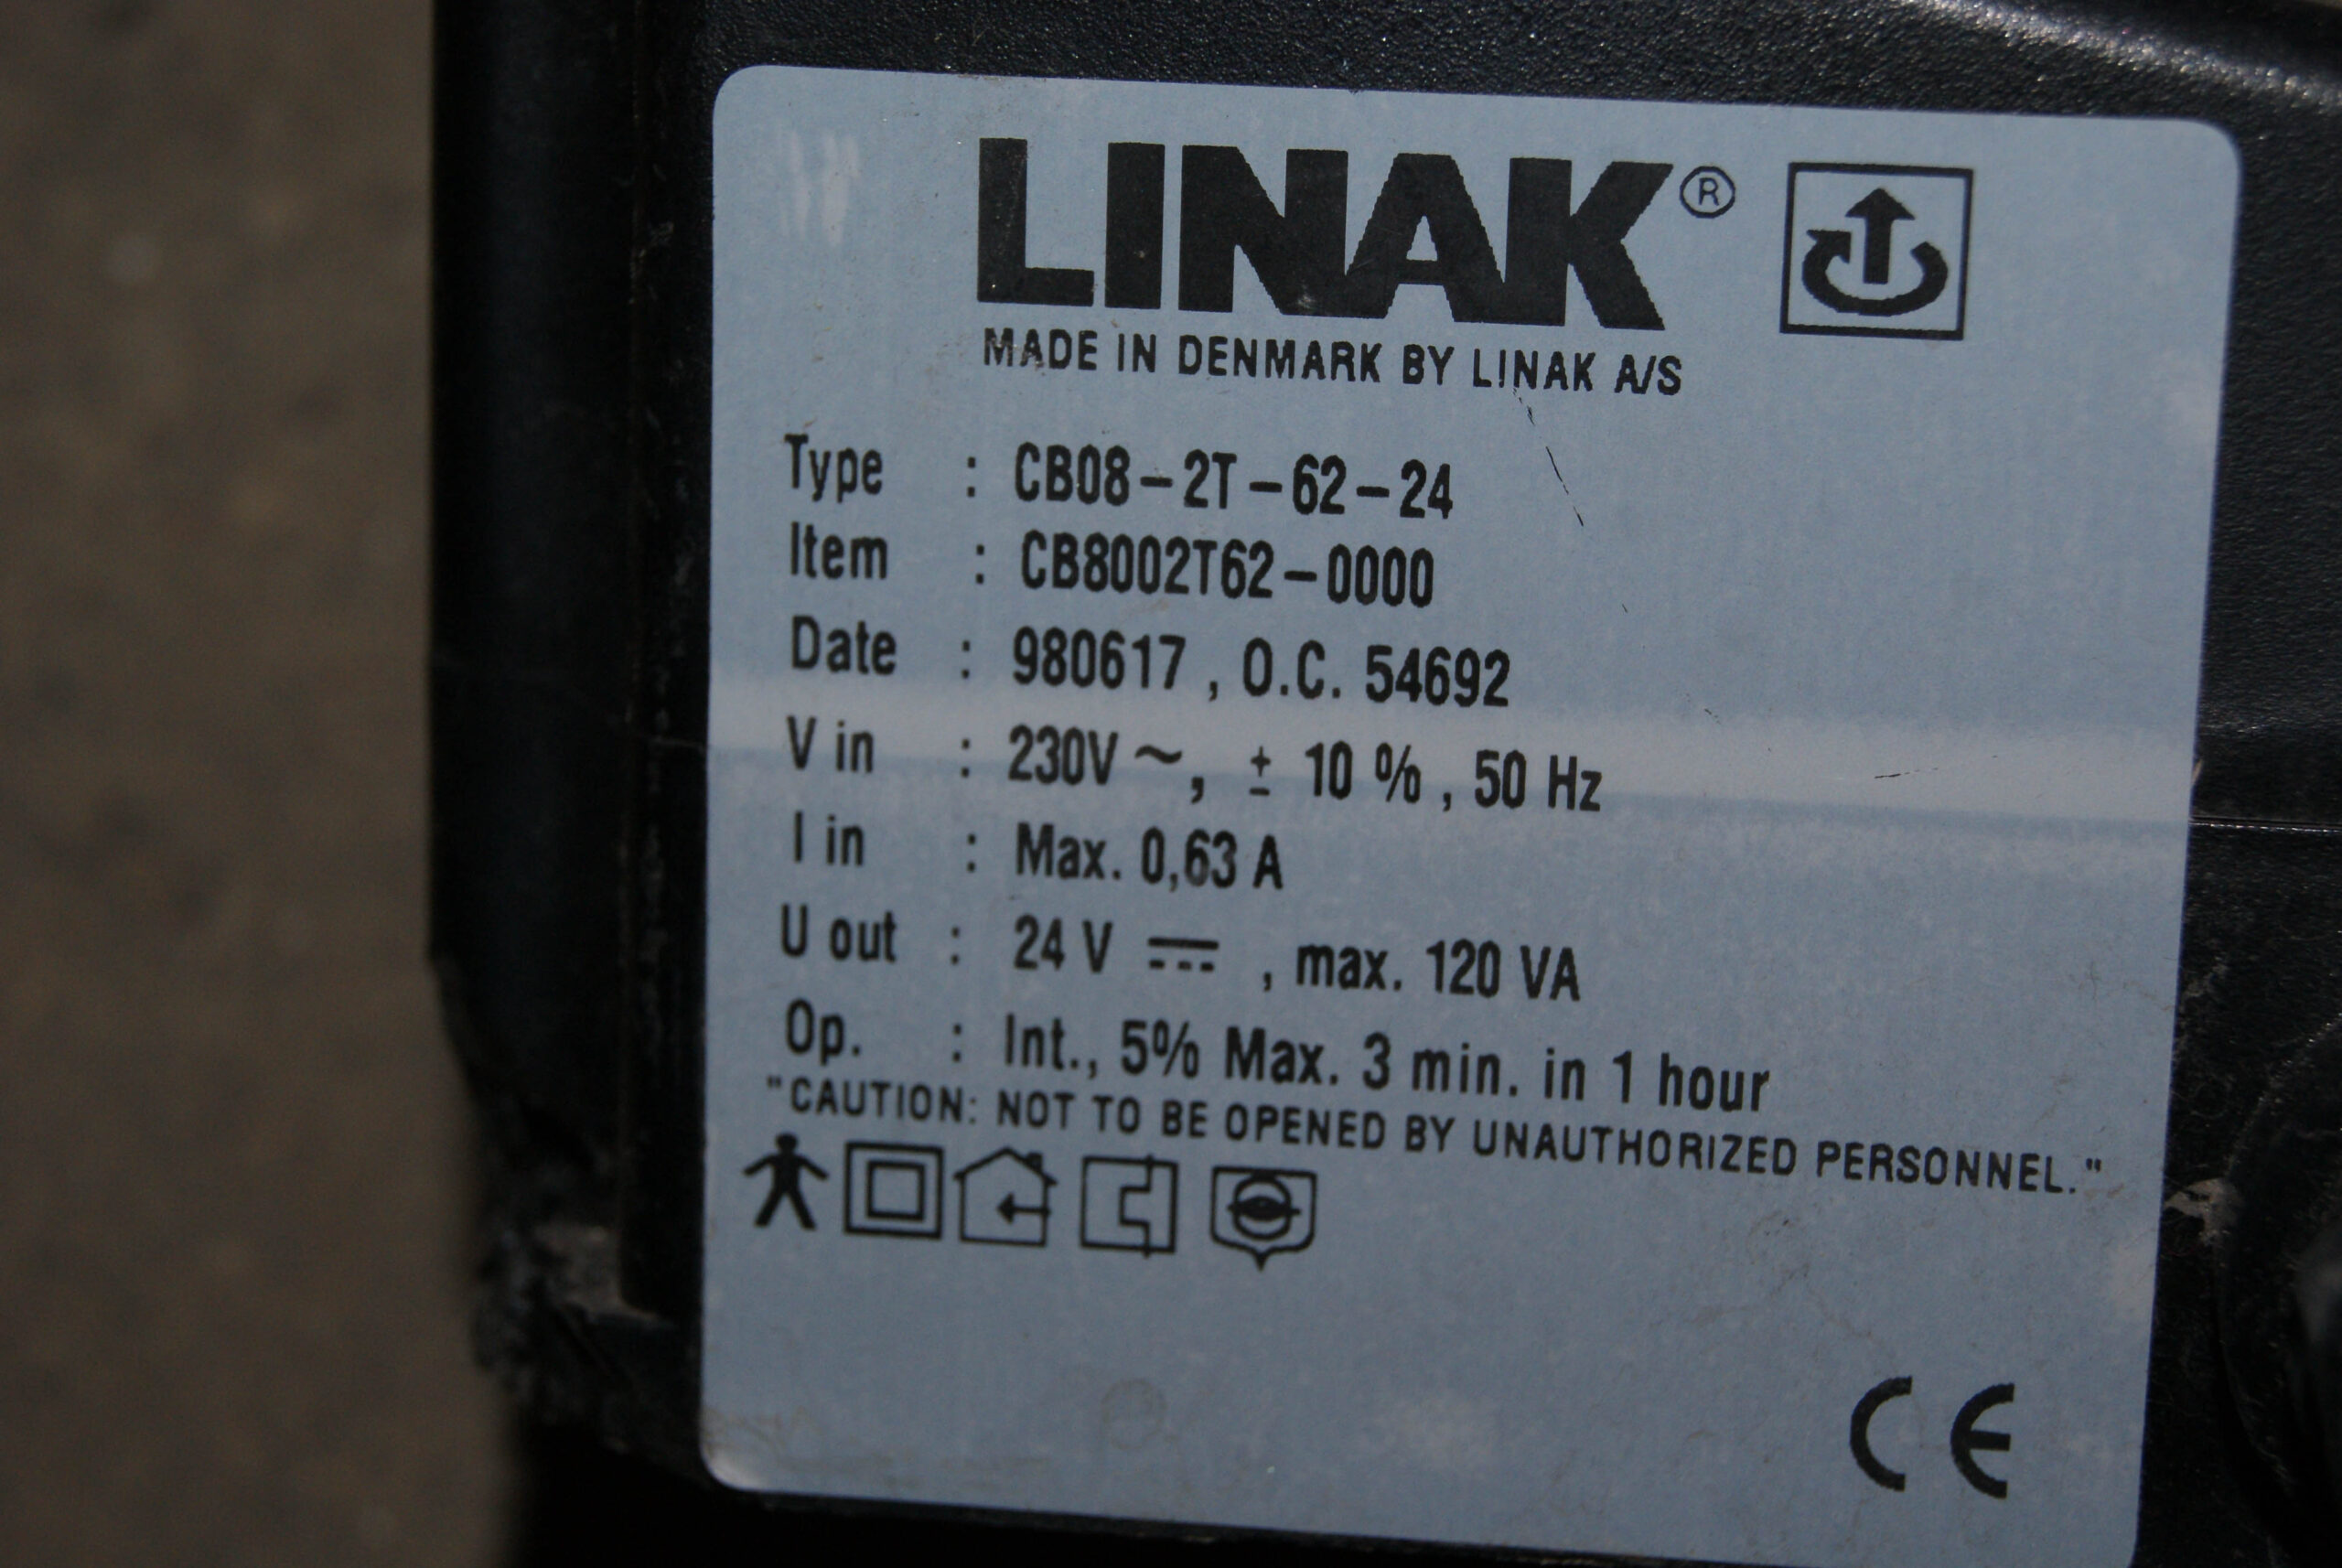 LINAK®
MADE IN DENMARK BY LINAK A/S
Type : CB08-2T-62-24
Item : CB8002T62-0000
Date : 980617 , O.C. 54692
V in : 230V ~, ± 10 % , 50 Hz
I in : Max. 0,63 A
U out : 24 V ⎓ , max. 120 VA
Op. : Int., 5% Max. 3 min. in 1 hour
"CAUTION: NOT TO BE OPENED BY UNAUTHORIZED PERSONNEL."
CE